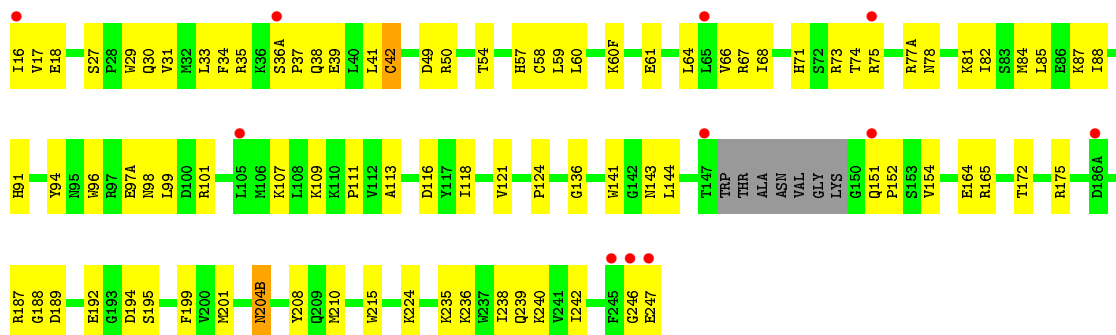 I16 V17 E18 S27 P28 W29 Q30 V31 M32 L33 F34 R35 K36 S36A P37 Q38 E39 L40 L41 C42 D49 R50 T54 H57 C58 L59 L60 K60F E61 L64 L65 V66 R67 I68 H71 S72 R73 T74 R75 R77A N78 K81 I82 S83 M84 L85 E86 K87 I88
H91 Y94 N95 W96 R97 E97A N98 L99 D100 R101 L105 M106 K107 L108 K109 K110 P111 V112 A113 D116 Y117 I118 V121 P124 G136 W141 G142 N143 L144 T147 TRP THR ALA ASN VAL GLY LYS G150 Q151 P152 S153 V154 E164 R165 T172 R175 D186A
R187 G188 D189 E192 G193 D194 S195 F199 V200 M201 N204B Y208 Q209 M210 W215 K224 K235 K236 W237 I238 Q239 K240 V241 I242 F245 G246 E247